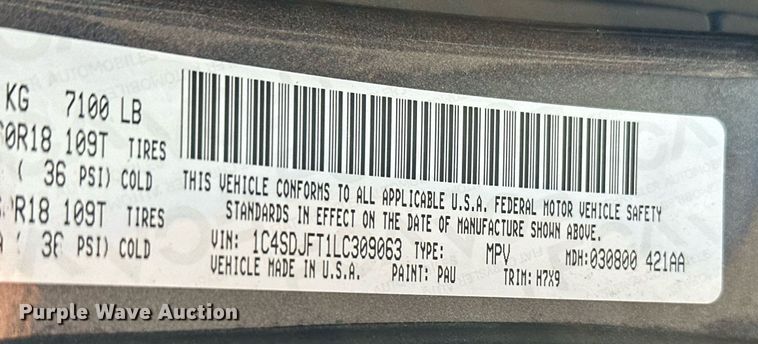 KG 7100 LB
0R18 109T TIRES
( 36 PSI) COLD
R18 109T TIRES
( 36 PSI) COLD
THIS VEHICLE CONFORMS TO ALL APPLICABLE U.S.A. FEDERAL MOTOR VEHICLE SAFETY
STANDARDS IN EFFECT ON THE DATE OF MANUFACTURE SHOWN ABOVE.
VIN: 1C4SDJFT1LC309063 TYPE: MPV MDH:030800 421AA
VEHICLE MADE IN U.S.A. PAINT: PAU TRIM: H7X9
Purple Wave Auction